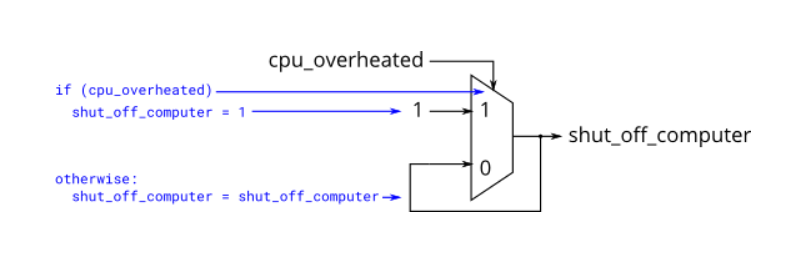 cpu_overheated
if (cpu_overheated)
shut_off_computer = 1
1
1
shut_off_computer
0
otherwise:
shut_off_computer = shut_off_computer